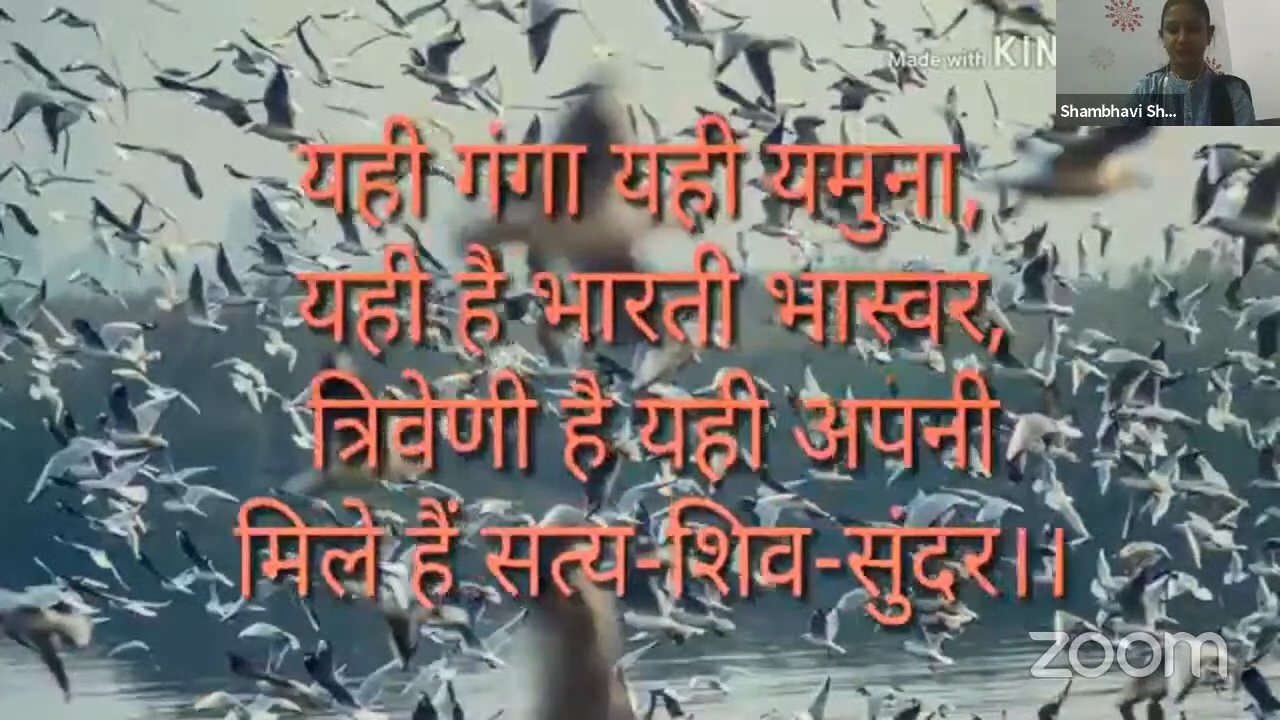 Made with KIN
Shambhavi Sh...
यही गंगा यही यमुना,
यही है भारती भास्वर,
त्रिवेणी है यही अपनी
मिले हैं सत्य-शिव-सुदर।।
zoom